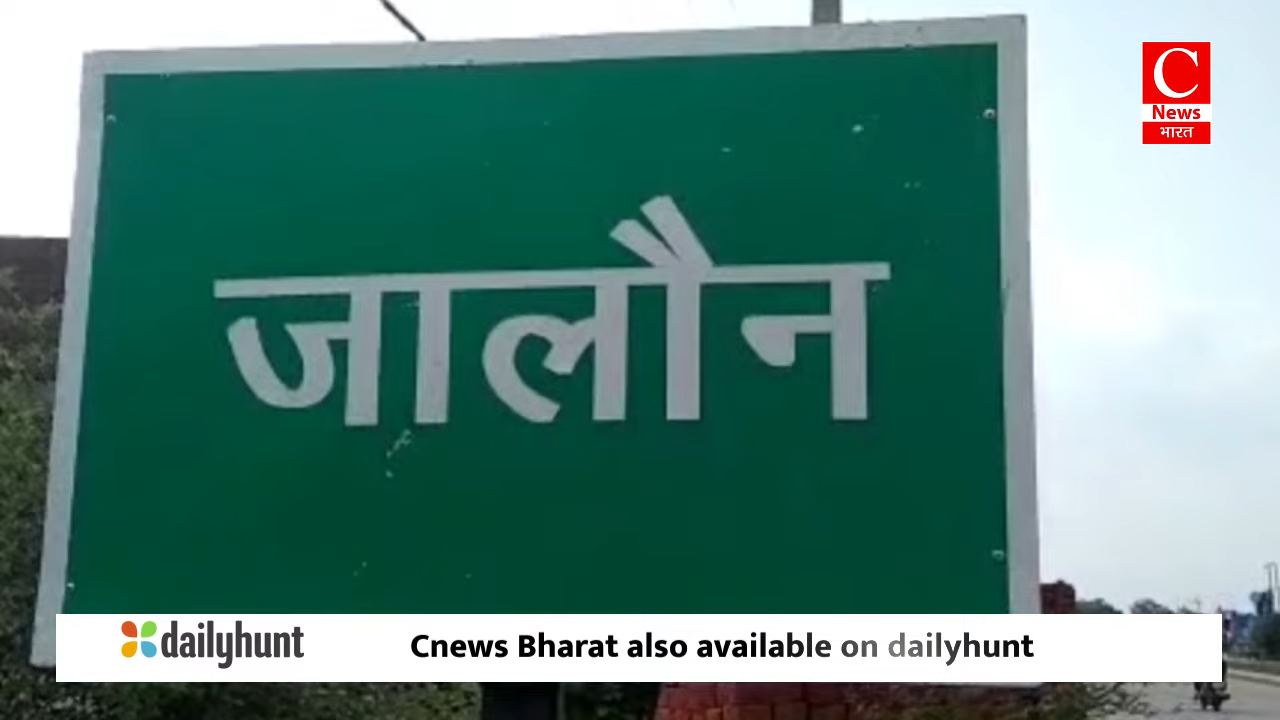 C
News
भारत
जालौन
dailyhunt
Cnews Bharat also available on dailyhunt